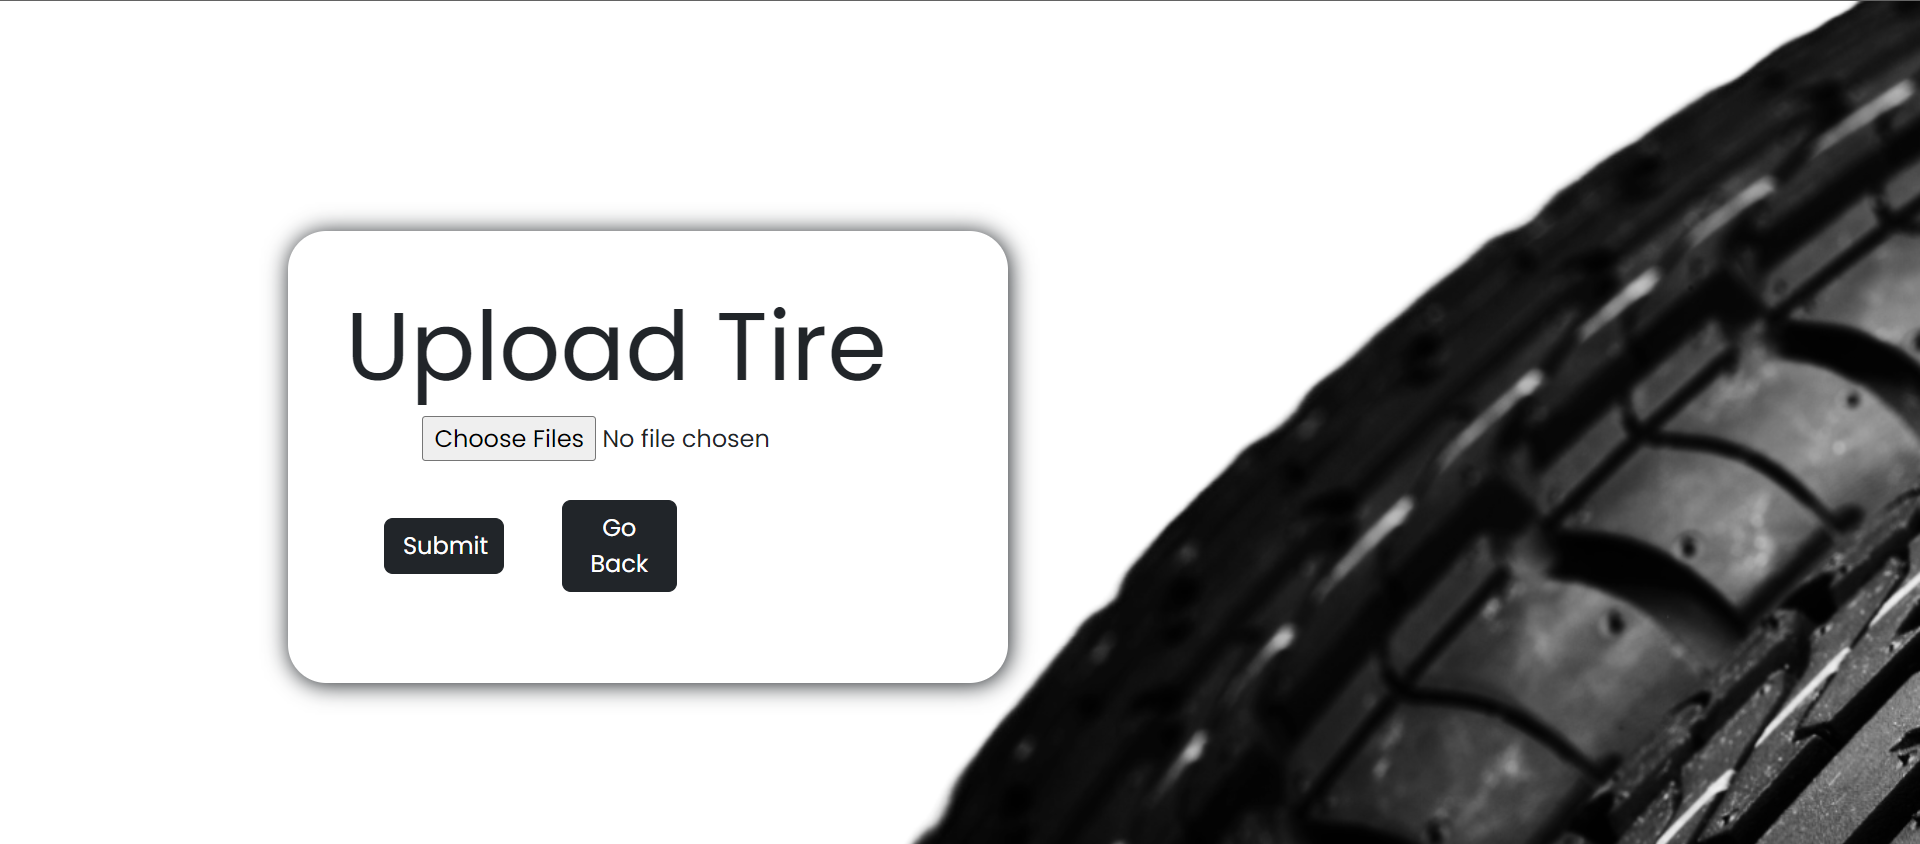 Upload Tire
Choose Files No file chosen
Submit
Go
Back